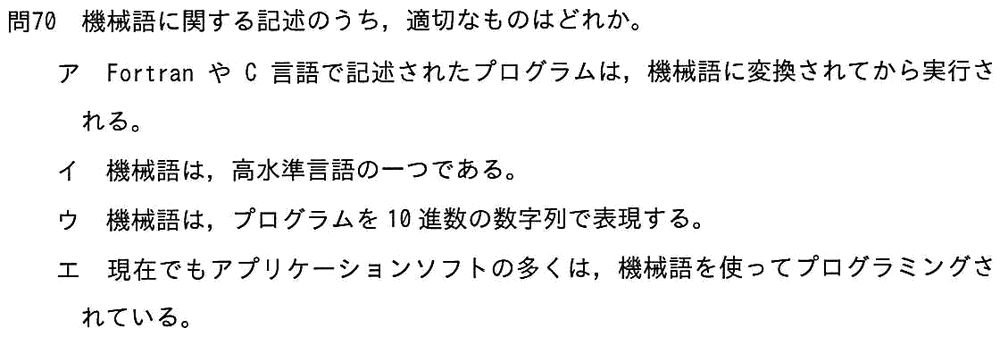 問70　機械語に関する記述のうち，適切なものはどれか。
ア　Fortran や C 言語で記述されたプログラムは，機械語に変換されてから実行さ
れる。
イ　機械語は，高水準言語の一つである。
ウ　機械語は，プログラムを 10 進数の数字列で表現する。
エ　現在でもアプリケーションソフトの多くは，機械語を使ってプログラミングさ
れている。